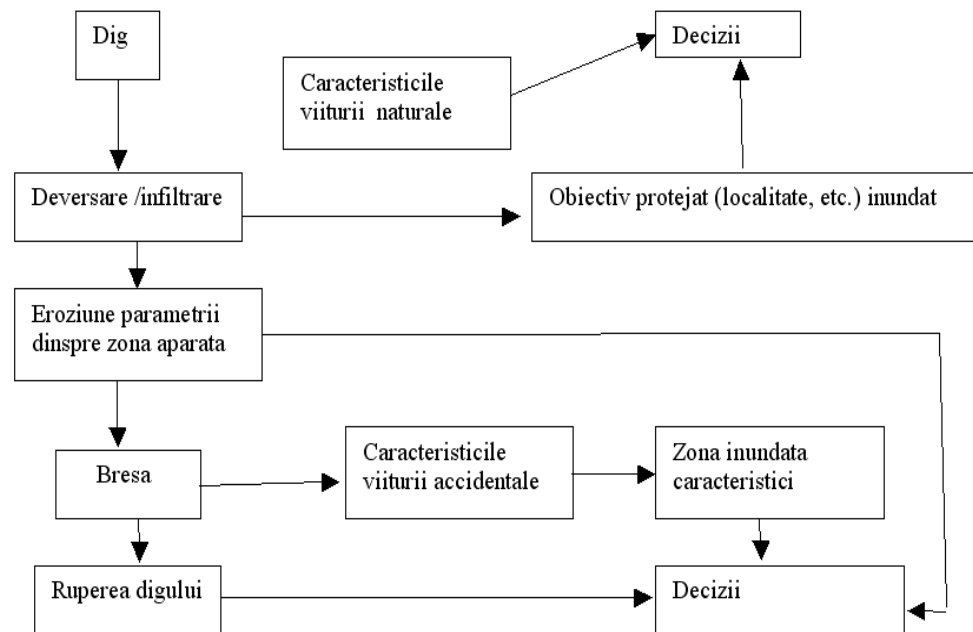 Dig
Decizii
Caracteristicile
viiturii naturale
Deversare /infiltrare
Obiectiv protejat (localitate, etc.) inundat
Eroziune parametrii
dinspre zona aparata
Bresa
Caracteristicile
viiturii accidentale
Zona inundata
caracteristici
Ruperea digului
Decizii